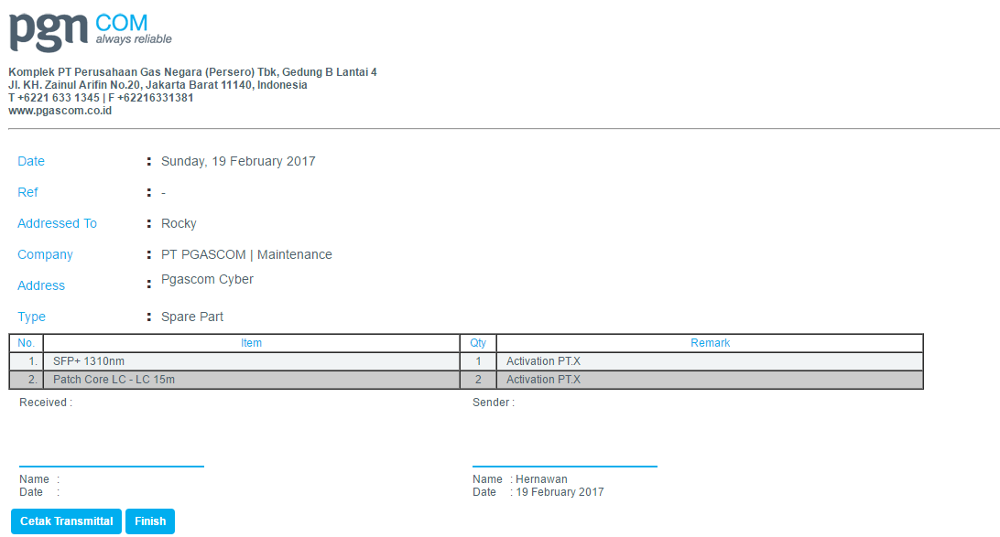 pgn COM
always reliable
Komplek PT Perusahaan Gas Negara (Persero) Tbk, Gedung B Lantai 4
Jl. KH. Zainul Arifin No.20, Jakarta Barat 11140, Indonesia
T +6221 633 1345 | F +62216331381
www.pgascom.co.id
Date : Sunday, 19 February 2017
Ref : -
Addressed To : Rocky
Company : PT PGASCOM | Maintenance
Address : Pgascom Cyber
Type : Spare Part
No. Item Qty Remark
1. SFP+ 1310nm 1 Activation PT.X
2. Patch Core LC - LC 15m 2 Activation PT.X
Received : Sender :
Name : Name : Hernawan
Date : Date : 19 February 2017
Cetak Transmittal Finish